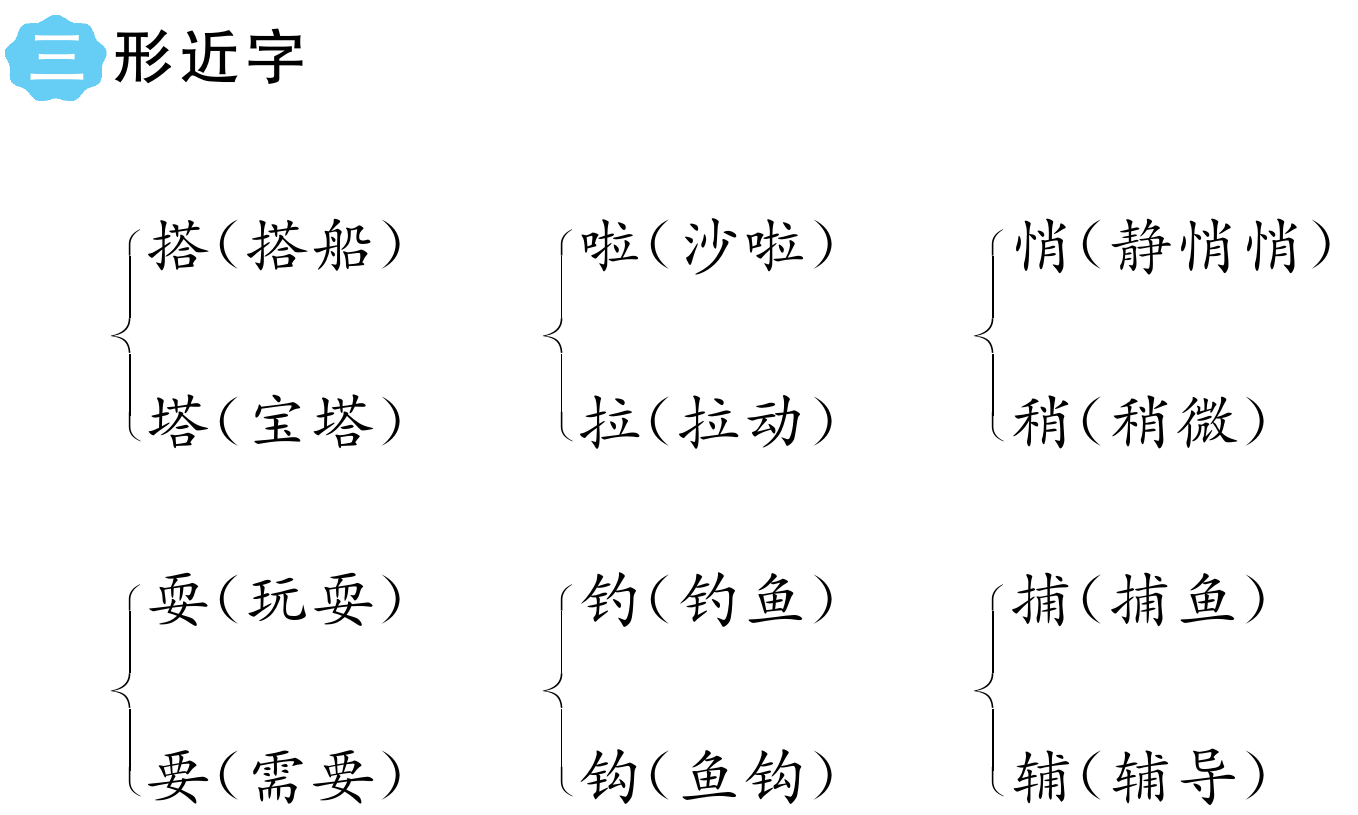 三 形近字
搭(搭船) 啦(沙啦) 悄(静悄悄)
塔(宝塔) 拉(拉动) 稍(稍微)
耍(玩耍) 钓(钓鱼) 捕(捕鱼)
要(需要) 钩(鱼钩) 辅(辅导)